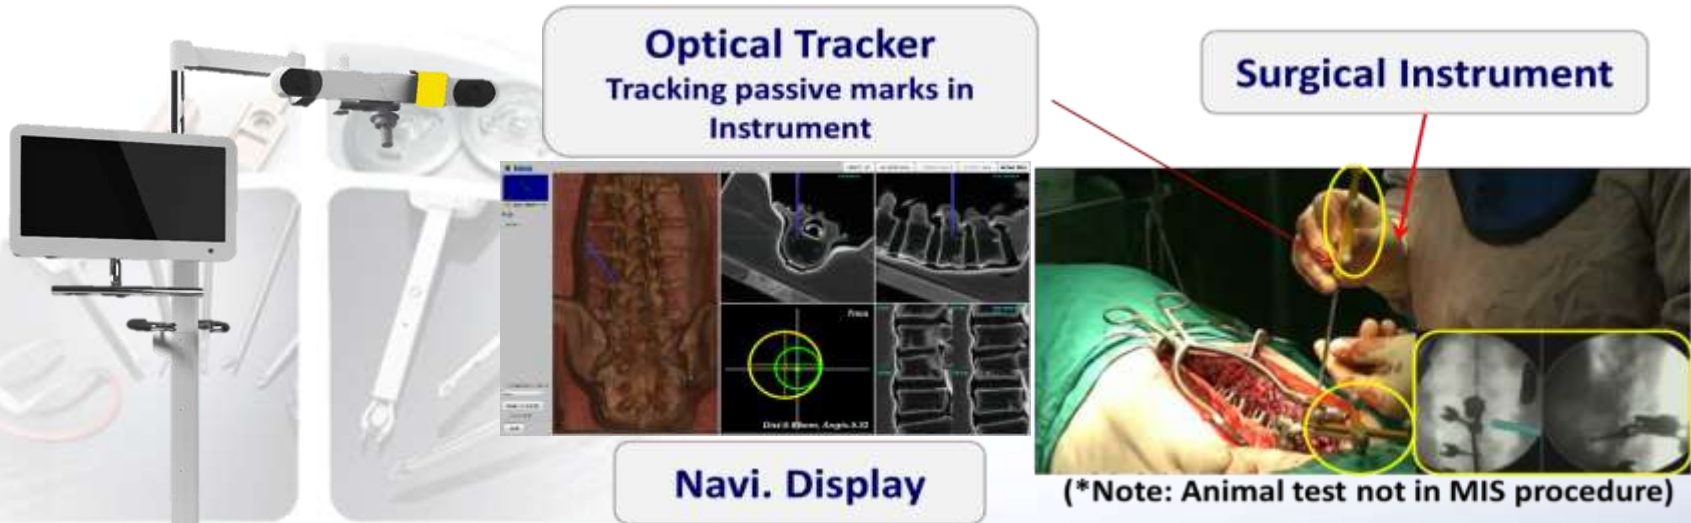 Optical Tracker
Tracking passive marks in
Instrument
Surgical Instrument
Navi. Display
(*Note: Animal test not in MIS procedure)